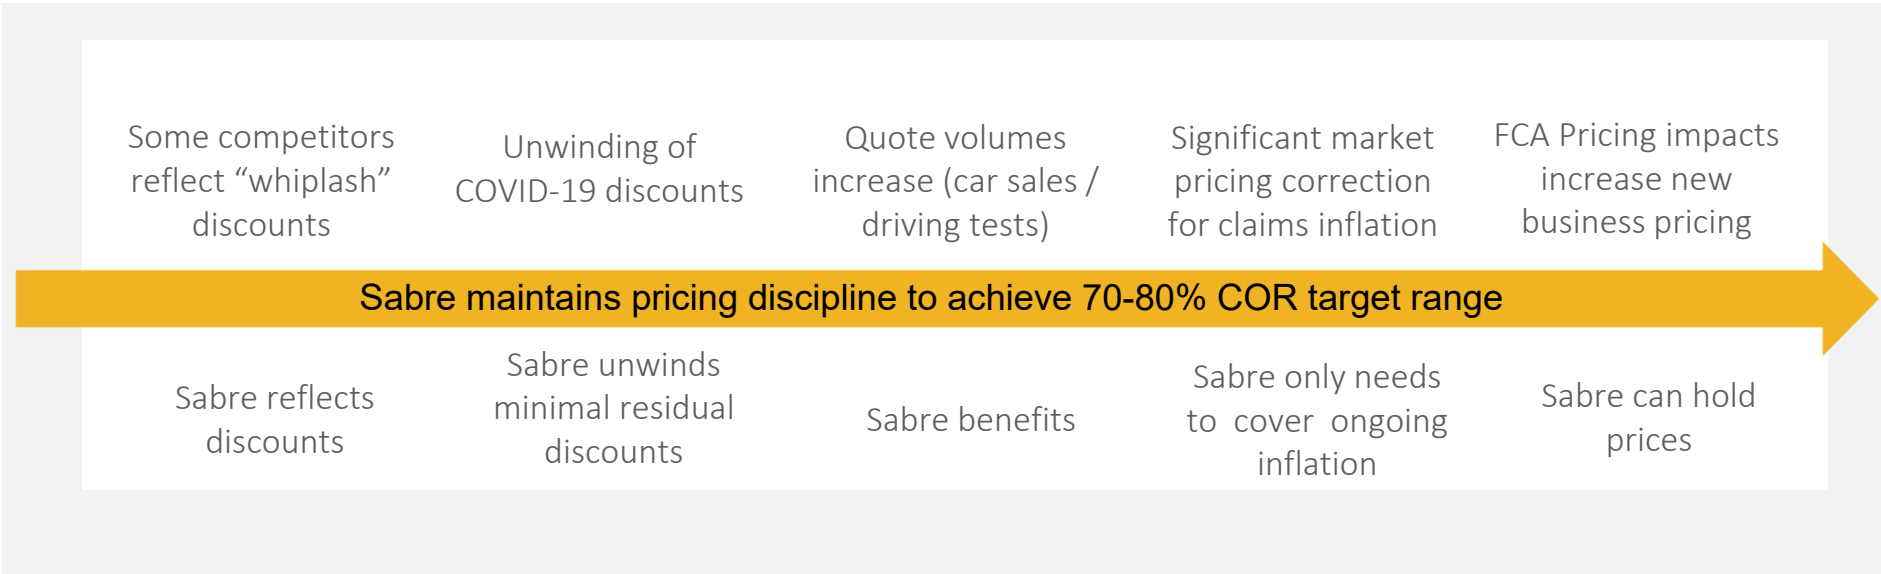 Some competitors
reflect “whiplash”
discounts
Unwinding of
COVID-19 discounts
Quote volumes
increase (car sales /
driving tests)
Significant market
pricing correction
for claims inflation
FCA Pricing impacts
increase new
business pricing
Sabre maintains pricing discipline to achieve 70-80% COR target range
Sabre reflects
discounts
Sabre unwinds
minimal residual
discounts
Sabre benefits
Sabre only needs
to cover ongoing
inflation
Sabre can hold
prices